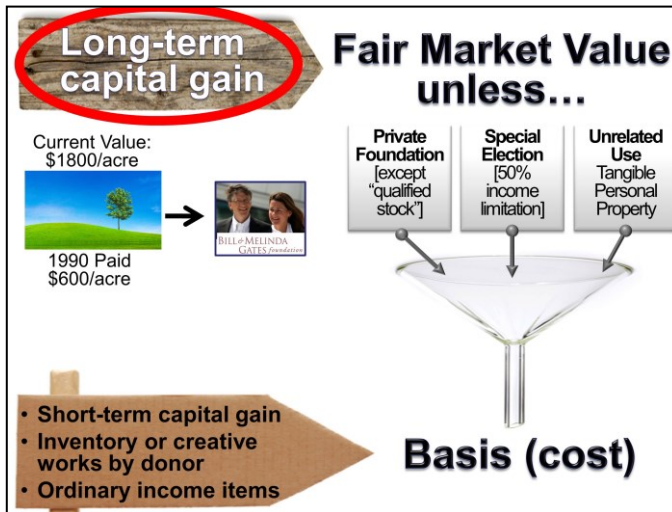 Long-term
capital gain
Fair Market Value
unless…
Current Value:
$1800/acre
1990 Paid
$600/acre
BILL & MELINDA
GATES foundation
Private
Foundation
[except
“qualified
stock”]
Special
Election
[50%
income
limitation]
Unrelated
Use
Tangible
Personal
Property
• Short-term capital gain
• Inventory or creative
works by donor
• Ordinary income items
Basis (cost)